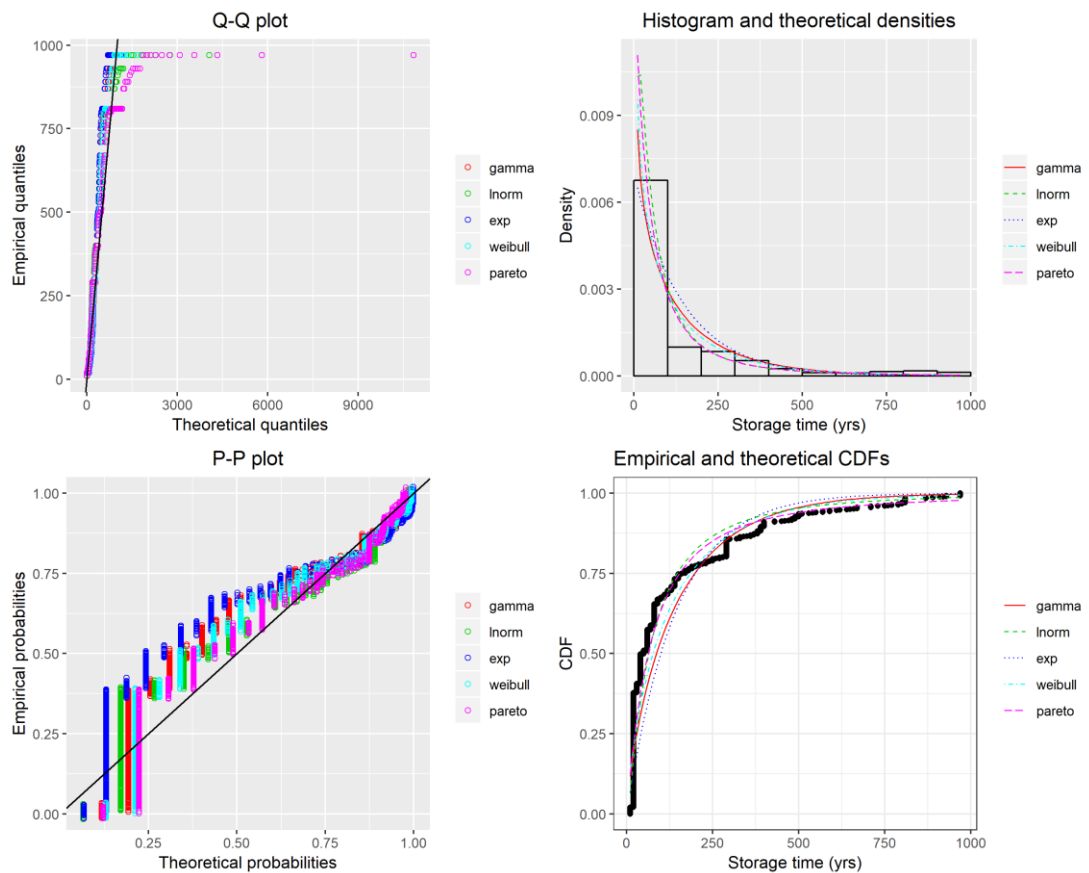 Q-Q plot
Empirical quantiles
1000
750
500
250
0
0
3000
6000
9000
Theoretical quantiles
gamma
lnorm
exp
weibull
pareto
Histogram and theoretical densities
Density
0.009
0.006
0.003
0.000
0
250
500
750
1000
Storage time (yrs)
gamma
lnorm
exp
weibull
pareto
P-P plot
Empirical probabilities
1.00
0.75
0.50
0.25
0.00
0.25
0.50
0.75
1.00
Theoretical probabilities
gamma
lnorm
exp
weibull
pareto
Empirical and theoretical CDFs
CDF
1.00
0.75
0.50
0.25
0.00
0
250
500
750
1000
Storage time (yrs)
gamma
lnorm
exp
weibull
pareto